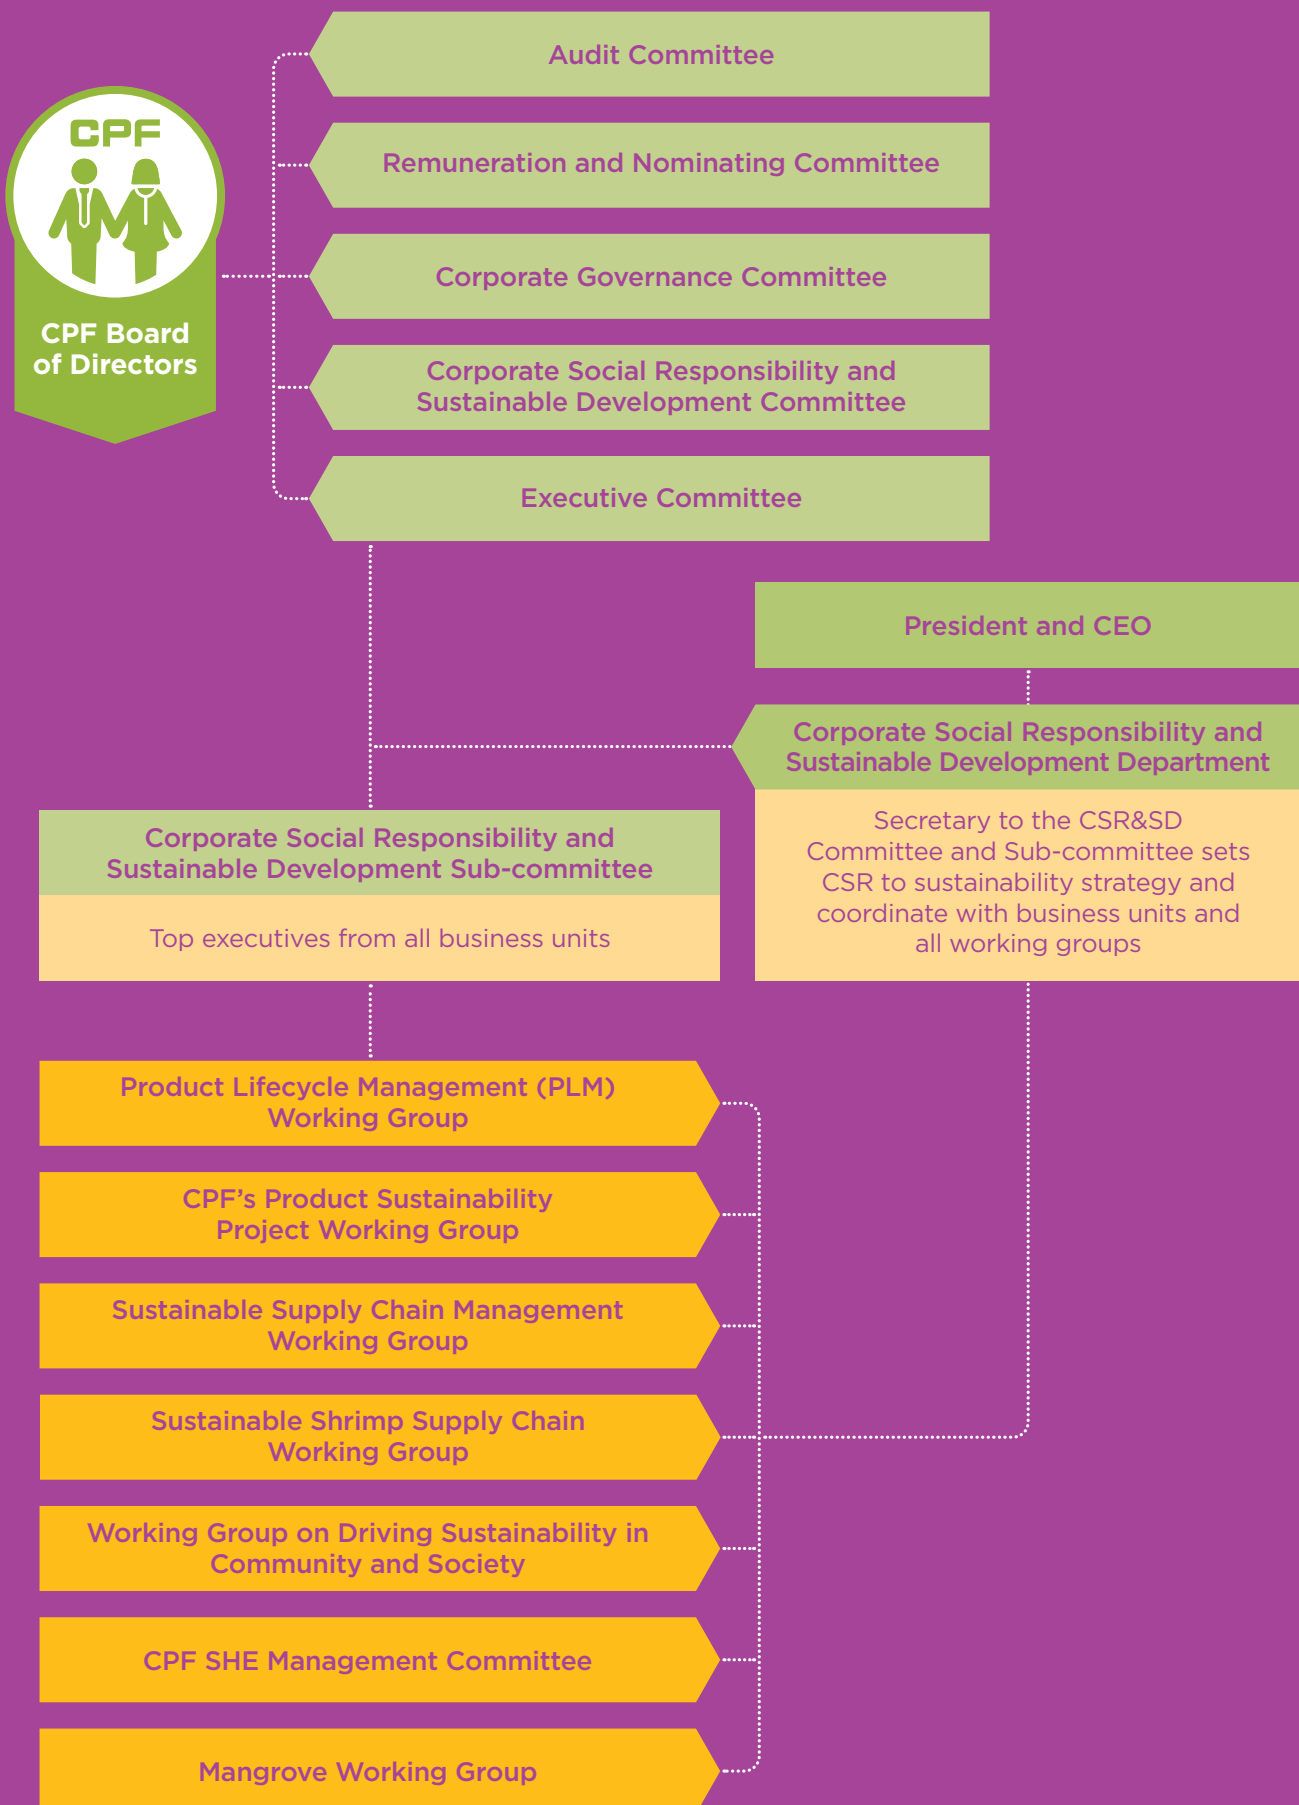 Audit Committee
CPF
Remuneration and Nominating Committee
Corporate Governance Committee
CPF Board
of Directors
Corporate Social Responsibility and
Sustainable Development Committee
Executive Committee
President and CEO
Corporate Social Responsibility and
Sustainable Development Department
Secretary to the CSR&SD
Committee and Sub-committee sets
CSR to sustainability strategy and
coordinate with business units and
all working groups
Corporate Social Responsibility and
Sustainable Development Sub-committee
Top executives from all business units
Product Lifecycle Management (PLM)
Working Group
CPF’s Product Sustainability
Project Working Group
Sustainable Supply Chain Management
Working Group
Sustainable Shrimp Supply Chain
Working Group
Working Group on Driving Sustainability in
Community and Society
CPF SHE Management Committee
Mangrove Working Group